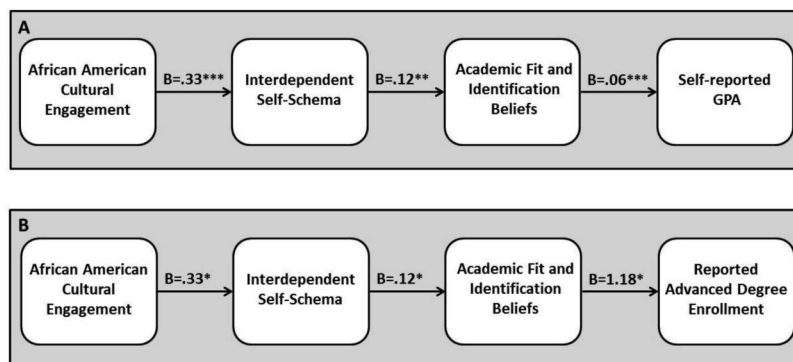 A
African American
Cultural
Engagement
B=.33***
Interdependent
Self-Schema
B=.12**
Academic Fit and
Identification
Beliefs
B=.06***
Self-reported
GPA
B
African American
Cultural
Engagement
B=.33*
Interdependent
Self-Schema
B=.12*
Academic Fit and
Identification
Beliefs
B=1.18*
Reported
Advanced Degree
Enrollment